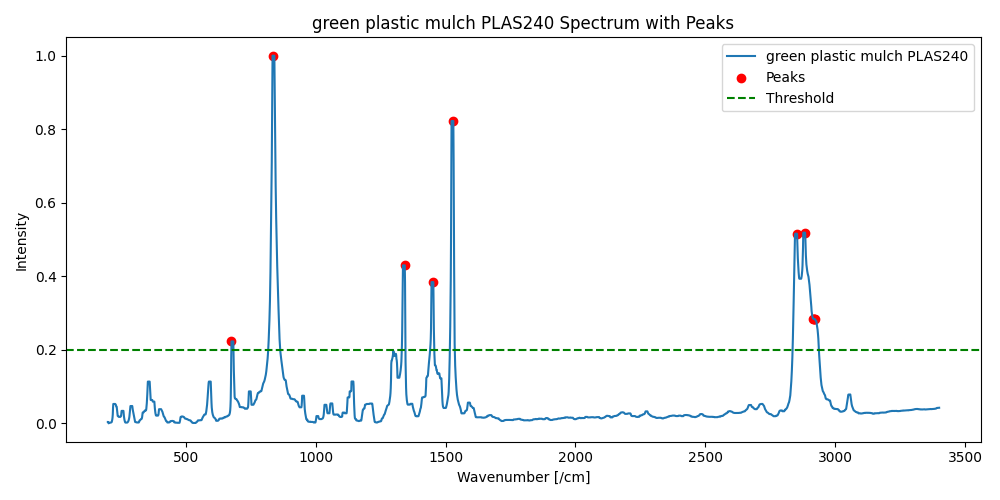 green plastic mulch PLAS240 Spectrum with Peaks
green plastic mulch PLAS240
Peaks
Threshold
Intensity
1.0
0.8
0.6
0.4
0.2
0.0
500 1000 1500 2000 2500 3000 3500
Wavenumber [/cm]